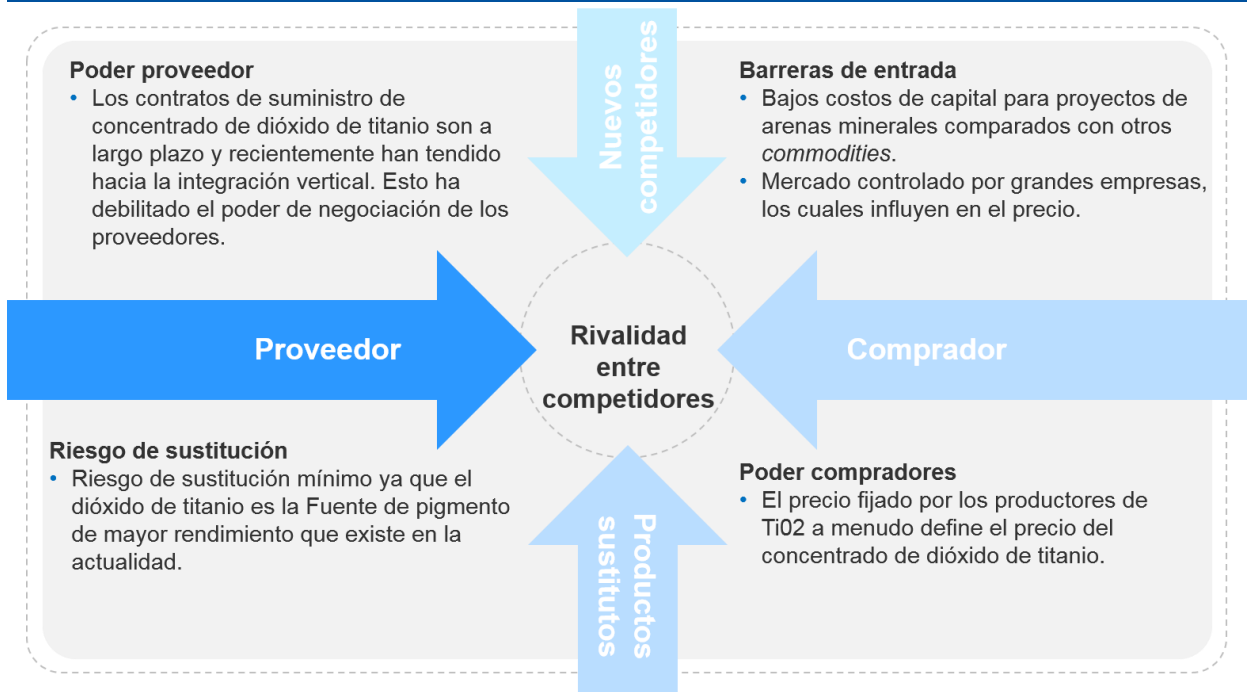 Poder proveedor
• Los contratos de suministro de
concentrado de dióxido de titanio son a
largo plazo y recientemente han tendido
hacia la integración vertical. Esto ha
debilitado el poder de negociación de los
proveedores.
Nuevos
competidores
Barreras de entrada
• Bajos costos de capital para proyectos de
arenas minerales comparados con otros
commodities.
• Mercado controlado por grandes empresas,
los cuales influyen en el precio.
Proveedor
Rivalidad
entre
competidores
Comprador
Riesgo de sustitución
• Riesgo de sustitución mínimo ya que el
dióxido de titanio es la Fuente de pigmento
de mayor rendimiento que existe en la
actualidad.
Productos
sustitutos
Poder compradores
• El precio fijado por los productores de
Ti02 a menudo define el precio del
concentrado de dióxido de titanio.